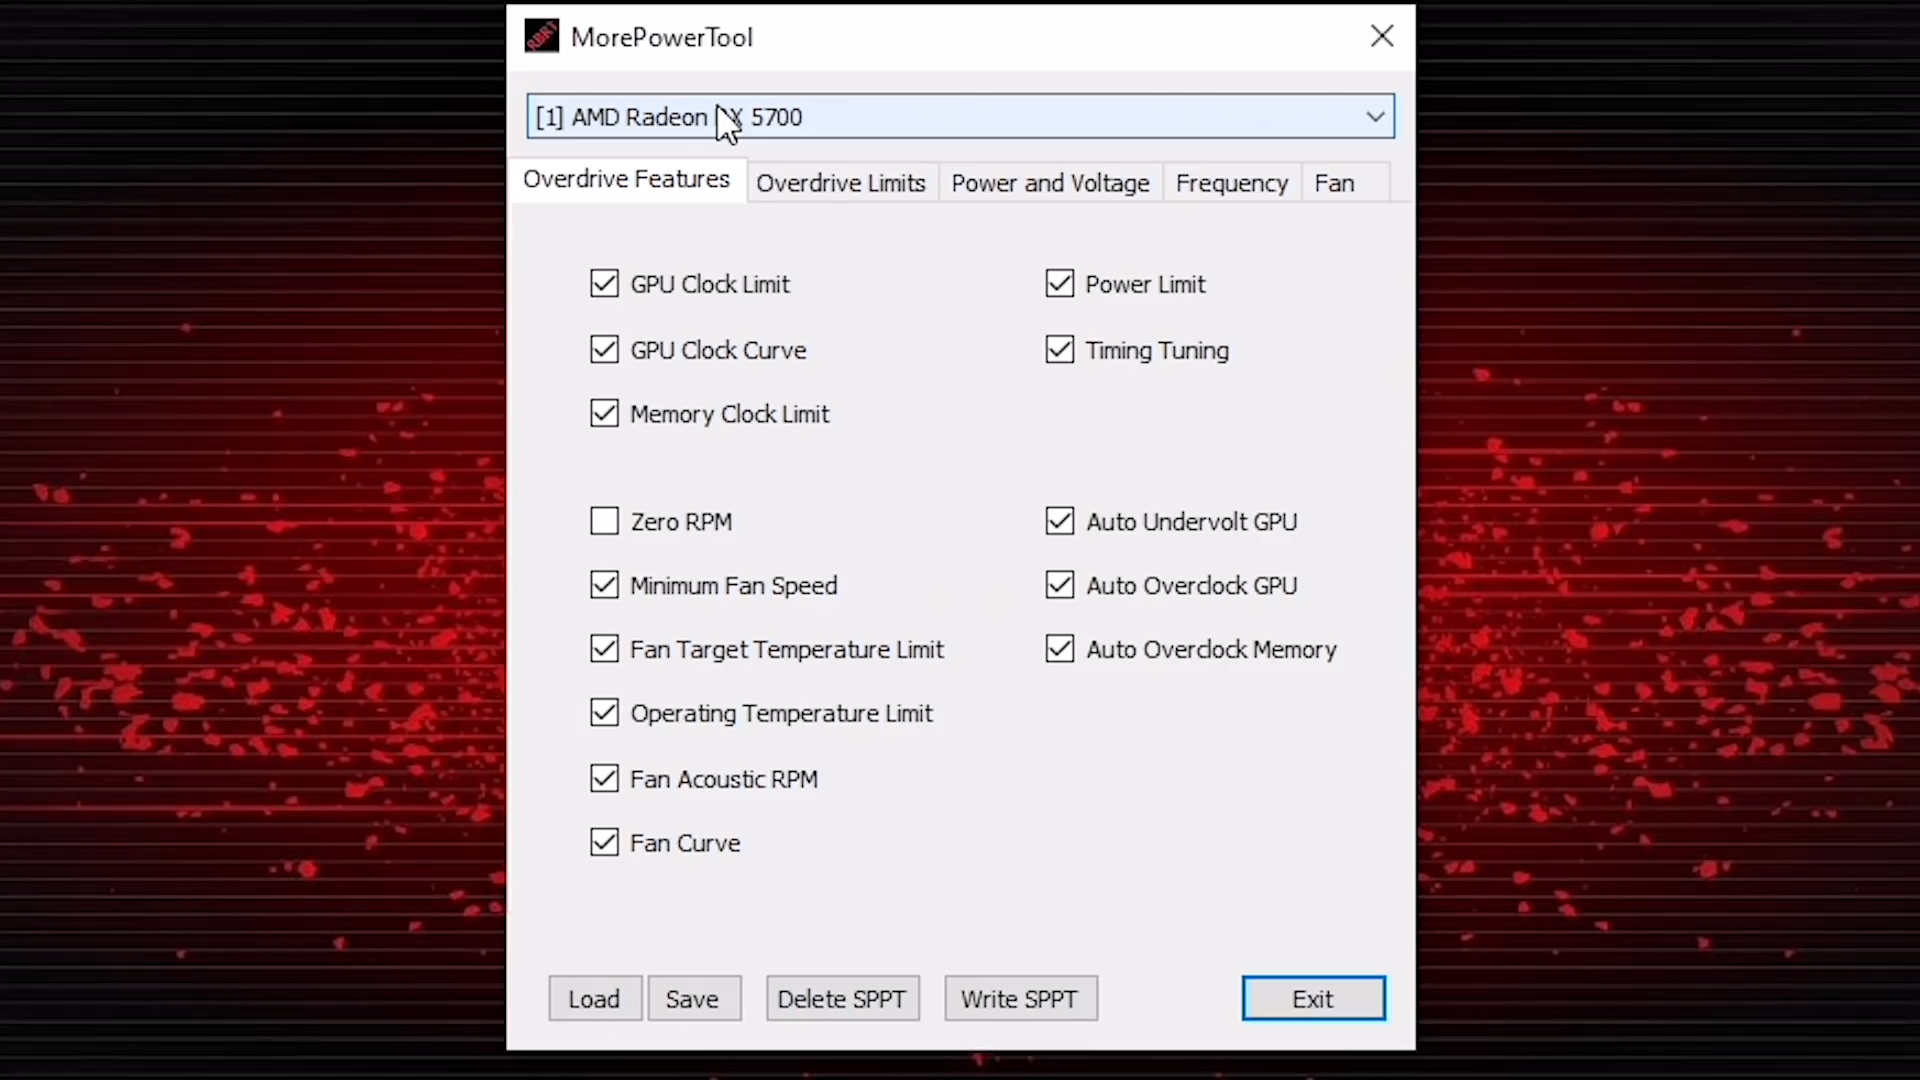 RBRT MorePowerTool
[1] AMD Radeon X 5700
Overdrive Features Overdrive Limits Power and Voltage Frequency Fan
GPU Clock Limit Power Limit
GPU Clock Curve Timing Tuning
Memory Clock Limit
Zero RPM Auto Undervolt GPU
Minimum Fan Speed Auto Overclock GPU
Fan Target Temperature Limit Auto Overclock Memory
Operating Temperature Limit
Fan Acoustic RPM
Fan Curve
Load Save Delete SPPT Write SPPT Exit